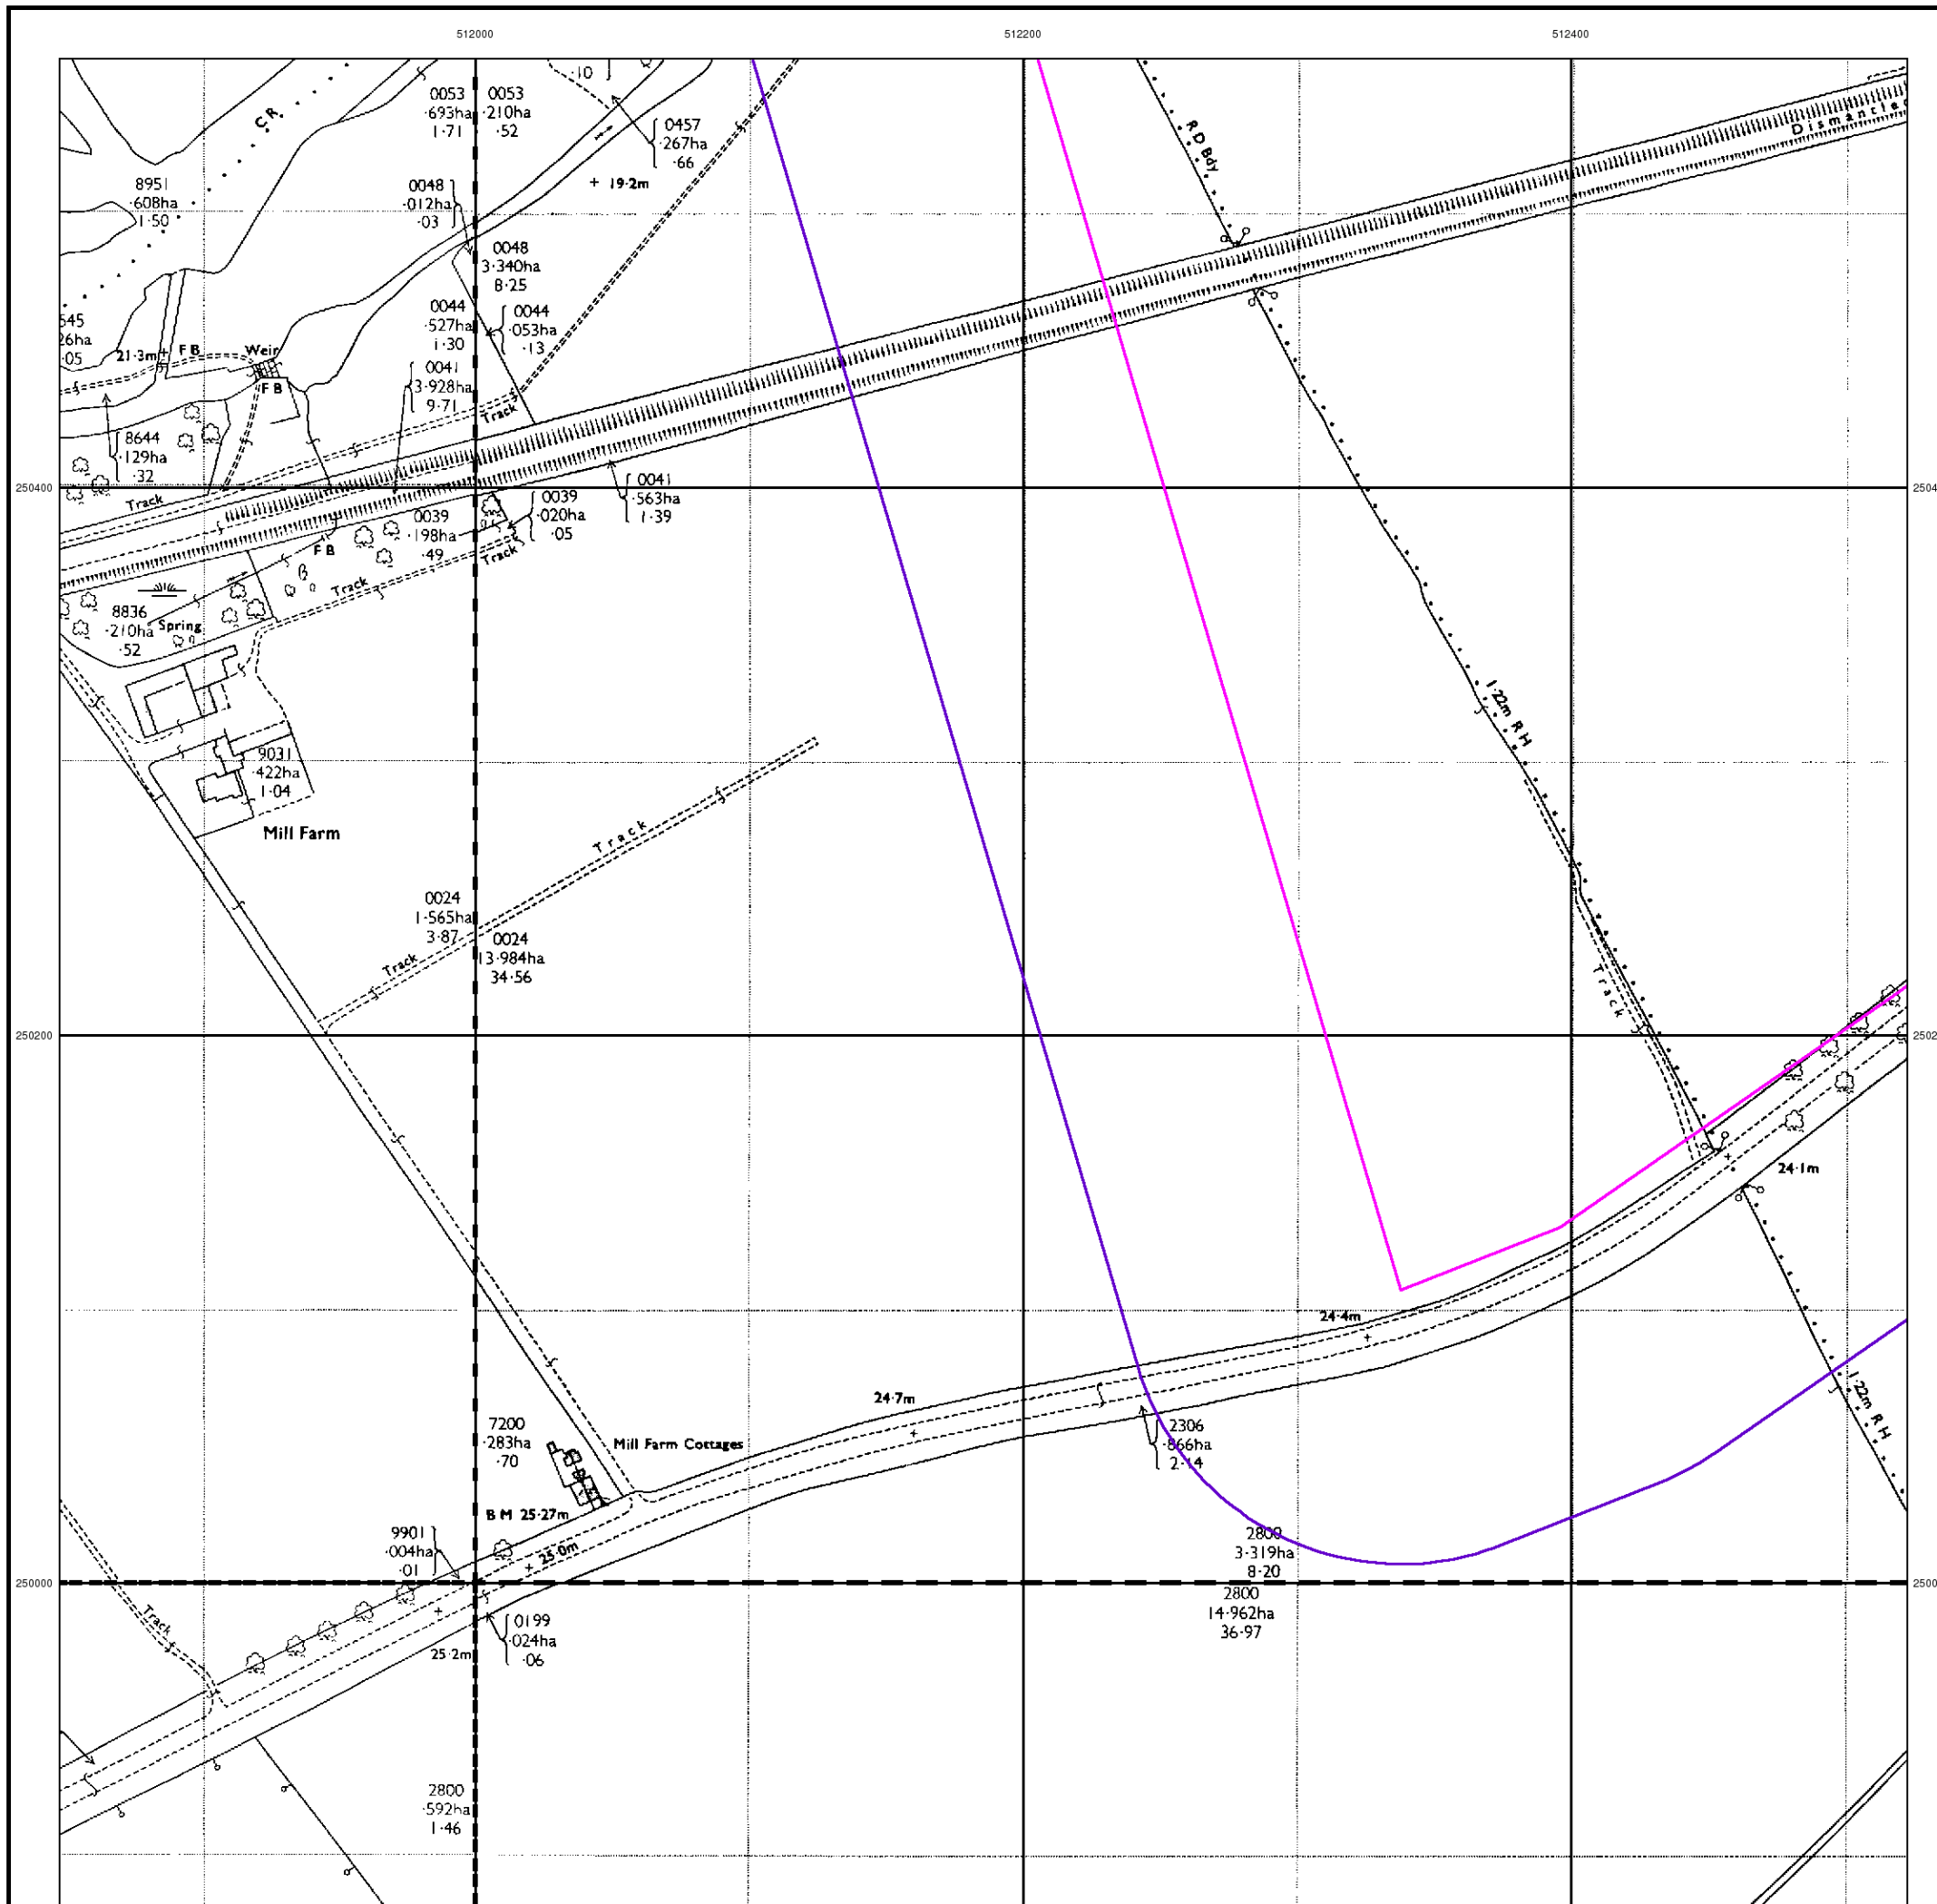 512000
512200
512400
·10
0053
·693ha
1·71
0053
·210ha
·52
C R
0457
·267ha
·66
R D Bdy
8951
·608ha
1·50
0048
·012ha
·03
+ 19·2m
0048
3·340ha
8·25
0044
·527ha
1·30
0044
·053ha
·13
21·3m
F B
Weir
F B
0041
3·928ha
9·71
Track
8644
·129ha
·32
Track
250400
0041
·563ha
1·39
0039
·020ha
·05
0039
·198ha
·49
F B
Track
Track
8836
·210ha
·52
Spring
1·22m R H
9031
·422ha
1·04
Mill Farm
Track
0024
1·565ha
3·87
0024
13·984ha
34·56
Track
Track
250200
24·1m
24·4m
24·7m
1·22m R H
7200
·283ha
·70
Mill Farm Cottages
2306
·866ha
2·14
B M 25·27m
9901
·004ha
·01
25·0m
2800
3·319ha
8·20
250000
2800
14·962ha
36·97
Track
0199
·024ha
·06
25·2m
2800
·592ha
1·46